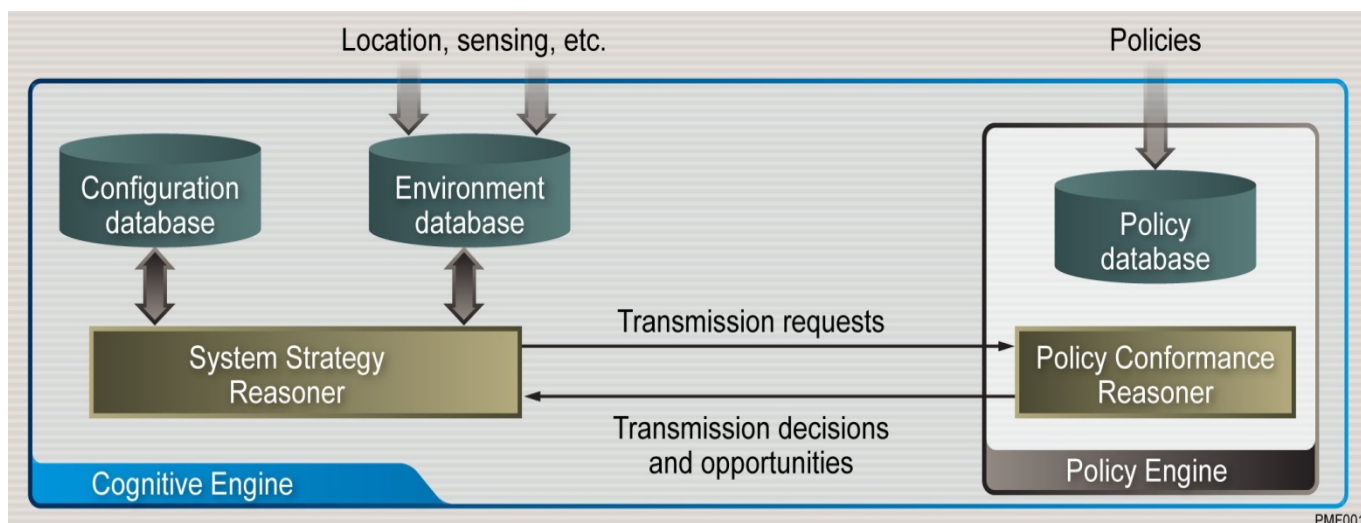 Location, sensing, etc.
Policies
Configuration
database
Environment
database
Policy
database
Transmission requests
System Strategy
Reasoner
Policy Conformance
Reasoner
Transmission decisions
and opportunities
Cognitive Engine
Policy Engine
PMF001